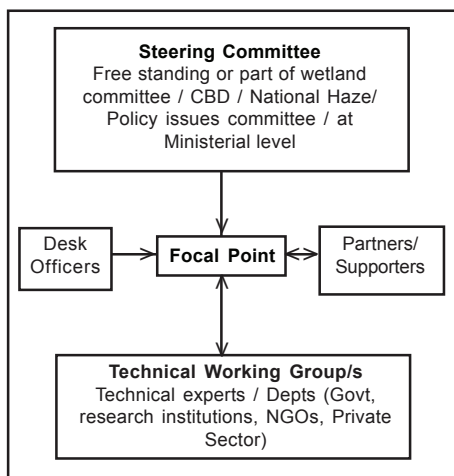 Steering Committee
Free standing or part of wetland
committee / CBD / National Haze/
Policy issues committee / at
Ministerial level
Desk
Officers
Focal Point
Partners/
Supporters
Technical Working Group/s
Technical experts / Depts (Govt,
research institutions, NGOs, Private
Sector)